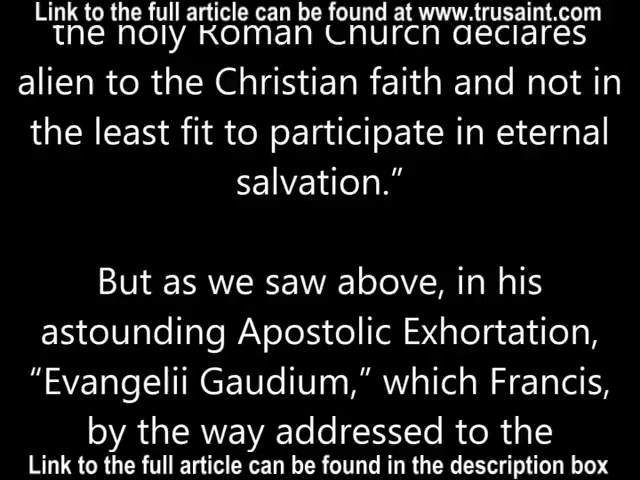 Link to the full article can be found at www.trusaint.com
the holy Roman Church declares
alien to the Christian faith and not in
the least fit to participate in eternal
salvation.”
But as we saw above, in his
astounding Apostolic Exhortation,
“Evangelii Gaudium,” which Francis,
by the way addressed to the
Link to the full article can be found in the description box